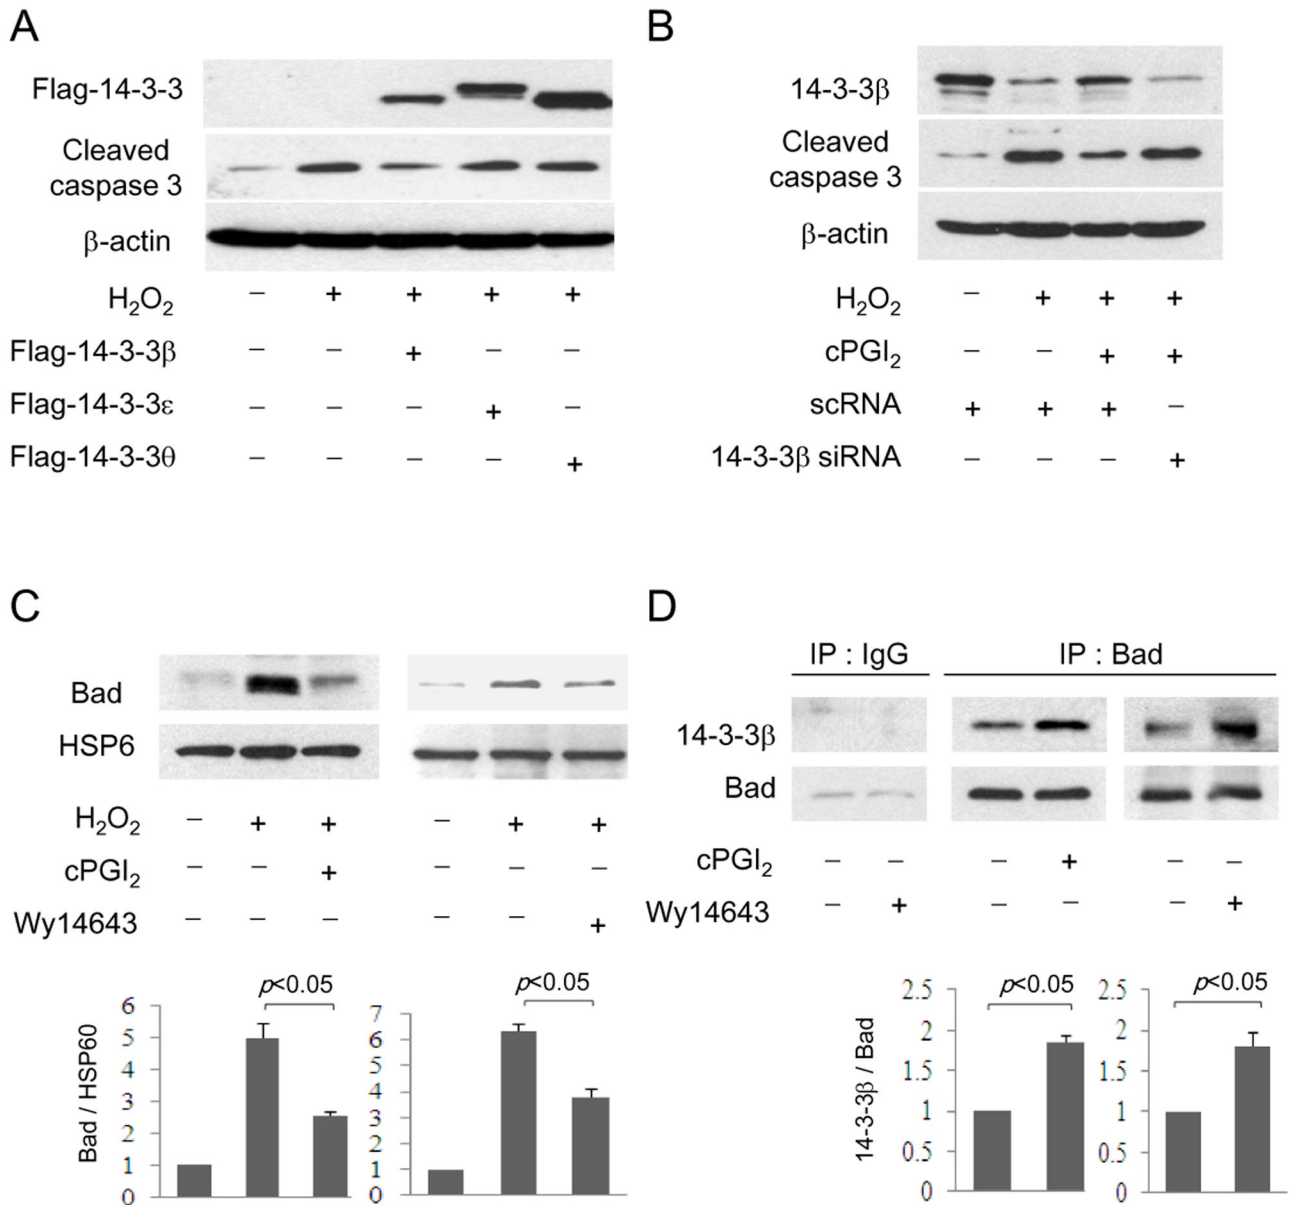 A
Flag-14-3-3
Cleaved
caspase 3
β-actin
H₂O₂ − + + + +
Flag-14-3-3β − − + − −
Flag-14-3-3ε − − − + −
Flag-14-3-3θ − − − − +
B
14-3-3β
Cleaved
caspase 3
β-actin
H₂O₂ − + + +
cPGI₂ − − + +
scRNA + + + −
14-3-3β siRNA − − − +
C
Bad
HSP6
H₂O₂ − + + − + +
cPGI₂ − − + − − −
Wy14643 − − − − − +
p<0.05 p<0.05
Bad / HSP60
6
5
4
3
2
1
0
7
6
5
4
3
2
1
0
D
IP : IgG IP : Bad
14-3-3β
Bad
cPGI₂ − − − + − −
Wy14643 − + − − − +
p<0.05 p<0.05
14-3-3β / Bad
2.5
2
1.5
1
0.5
0
2.5
2
1.5
1
0.5
0